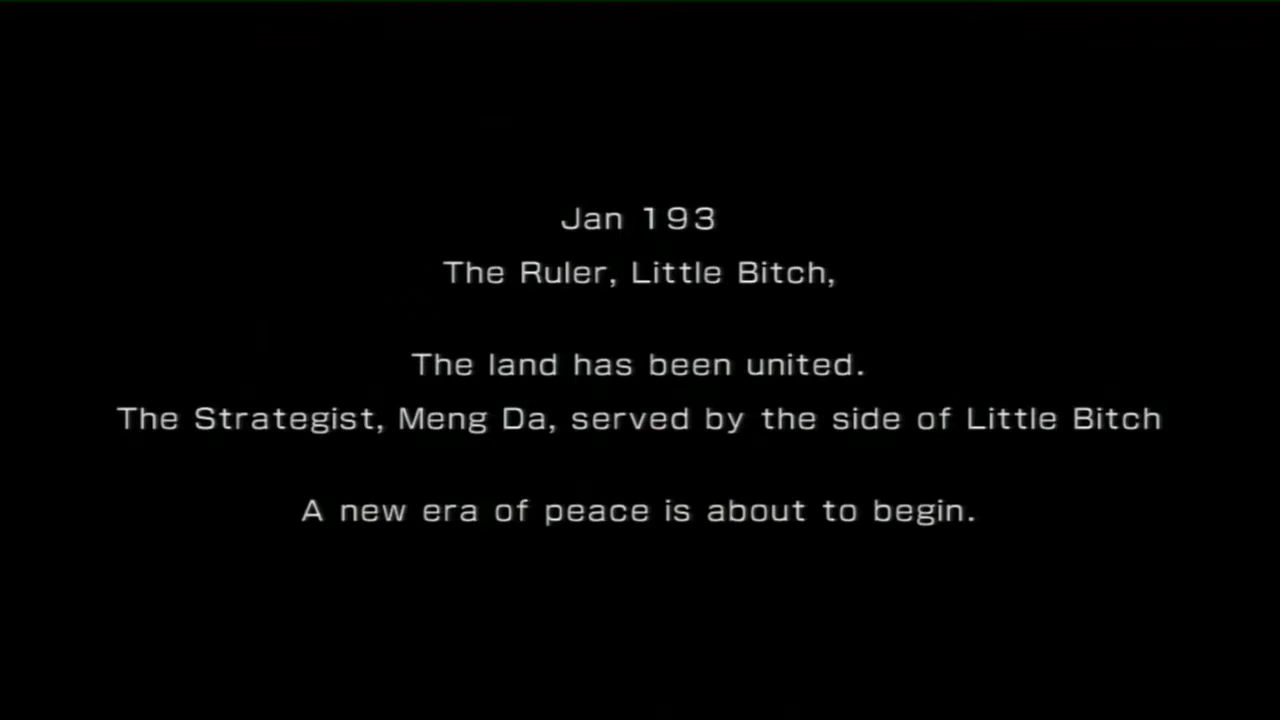 Jan 193
The Ruler, Little Bitch,
The land has been united.
The Strategist, Meng Da, served by the side of Little Bitch
A new era of peace is about to begin.